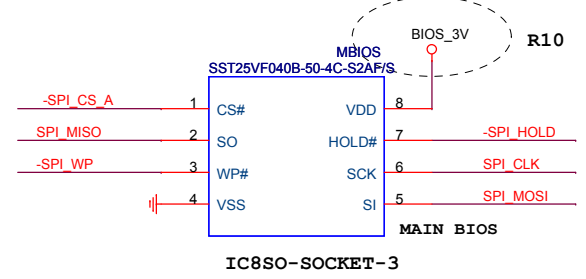 BIOS_3V
R10
MBIOS
SST25VF040B-50-4C-S2AF/S
-SPI_CS_A 1 CS# VDD 8
SPI_MISO 2 SO HOLD# 7 -SPI_HOLD
-SPI_WP 3 WP# SCK 6 SPI_CLK
4 VSS SI 5 SPI_MOSI
MAIN BIOS
IC8SO-SOCKET-3